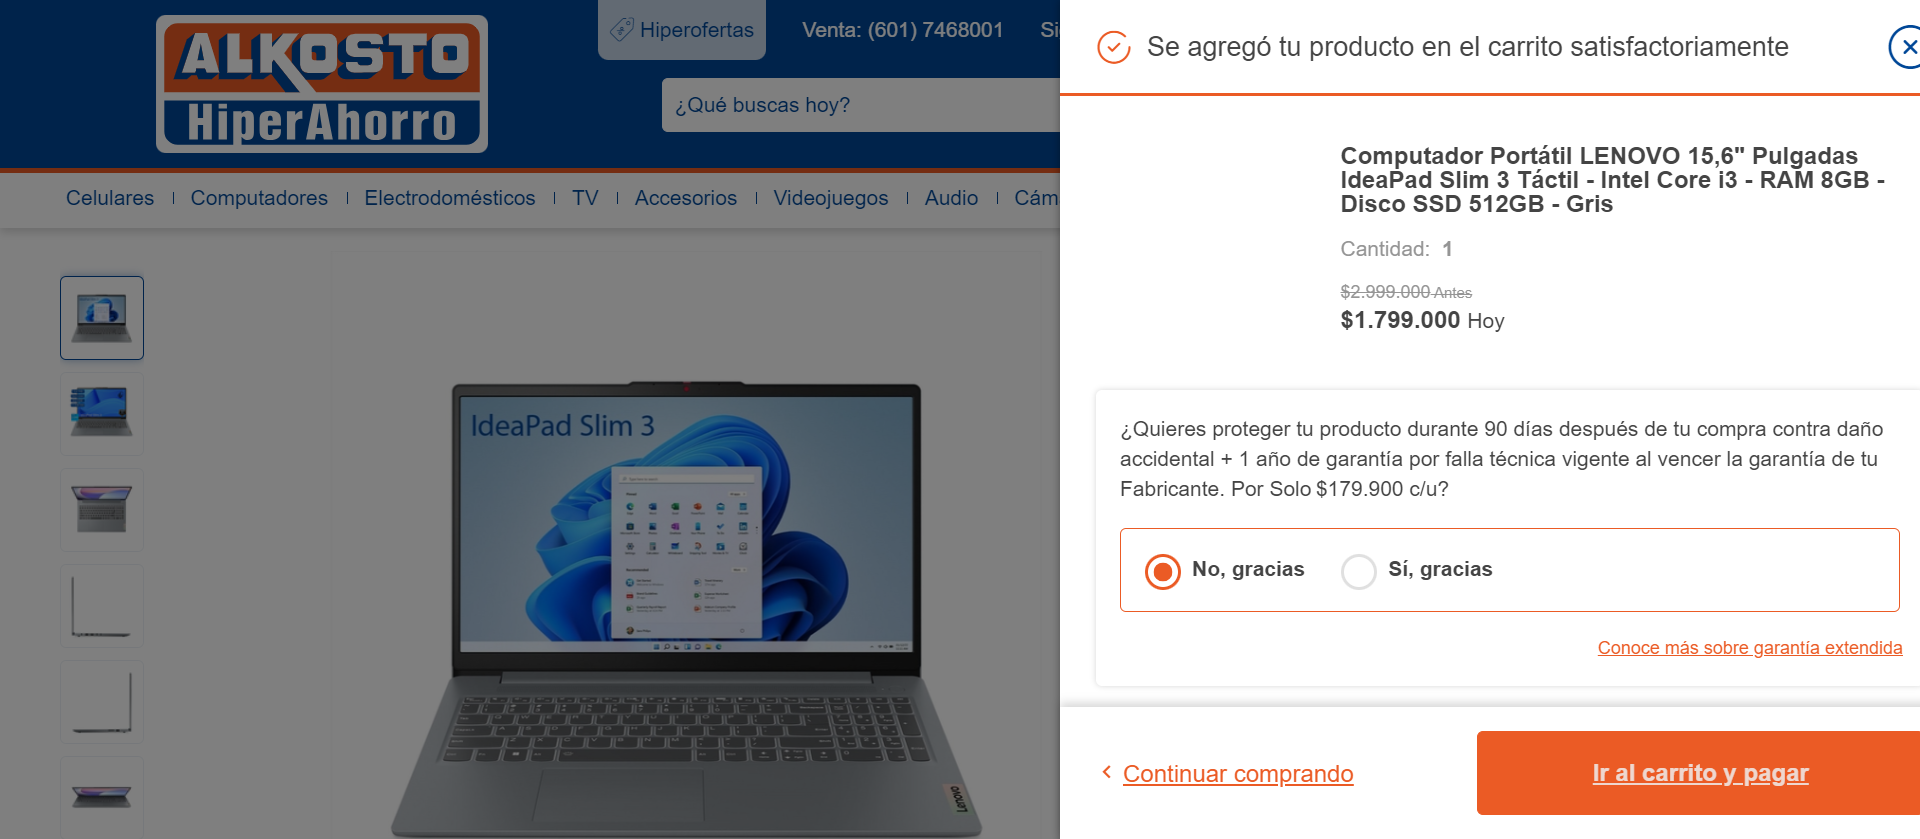 ALKOSTO
HiperAhorro
Hiperofertas
Venta: (601) 7468001
¿Qué buscas hoy?
Celulares
Computadores
Electrodomésticos
TV
Accesorios
Videojuegos
Audio
IdeaPad Slim 3
Lenovo
Se agregó tu producto en el carrito satisfactoriamente
Computador Portátil LENOVO 15,6" Pulgadas
IdeaPad Slim 3 Táctil - Intel Core i3 - RAM 8GB -
Disco SSD 512GB - Gris
Cantidad: 1
$2.999.000 Antes
$1.799.000 Hoy
¿Quieres proteger tu producto durante 90 días después de tu compra contra daño
accidental + 1 año de garantía por falla técnica vigente al vencer la garantía de tu
Fabricante. Por Solo $179.900 c/u?
No, gracias
Sí, gracias
Conoce más sobre garantía extendida
Continuar comprando
Ir al carrito y pagar